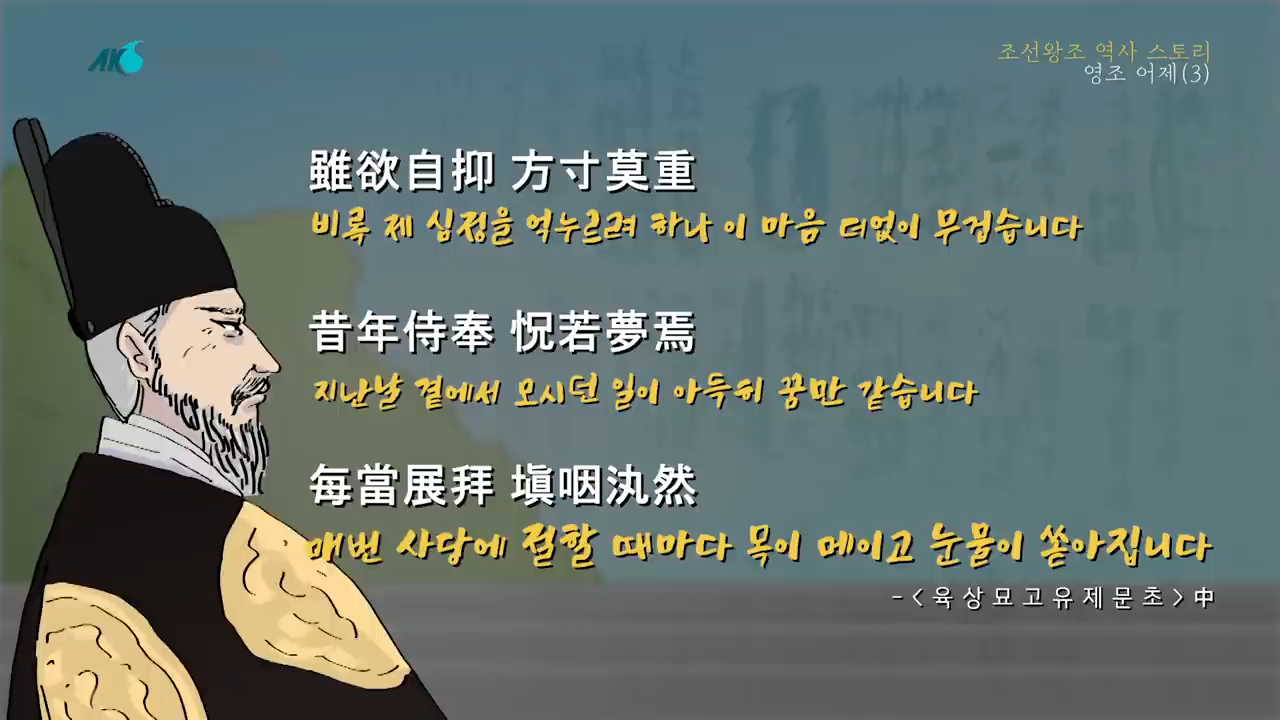 AKS
조선왕조 역사 스토리
영조 어제(3)
雖欲自抑 方寸莫重
비록 제 심정을 억누르려 하나 이 마음 더없이 무겁습니다
昔年侍奉 怳若夢焉
지난날 곁에서 모시던 일이 아득히 꿈만 같습니다
每當展拜 塡咽汍然
매번 사당에 절할 때마다 목이 메이고 눈물이 쏟아집니다
-<육상묘고유제문초>中